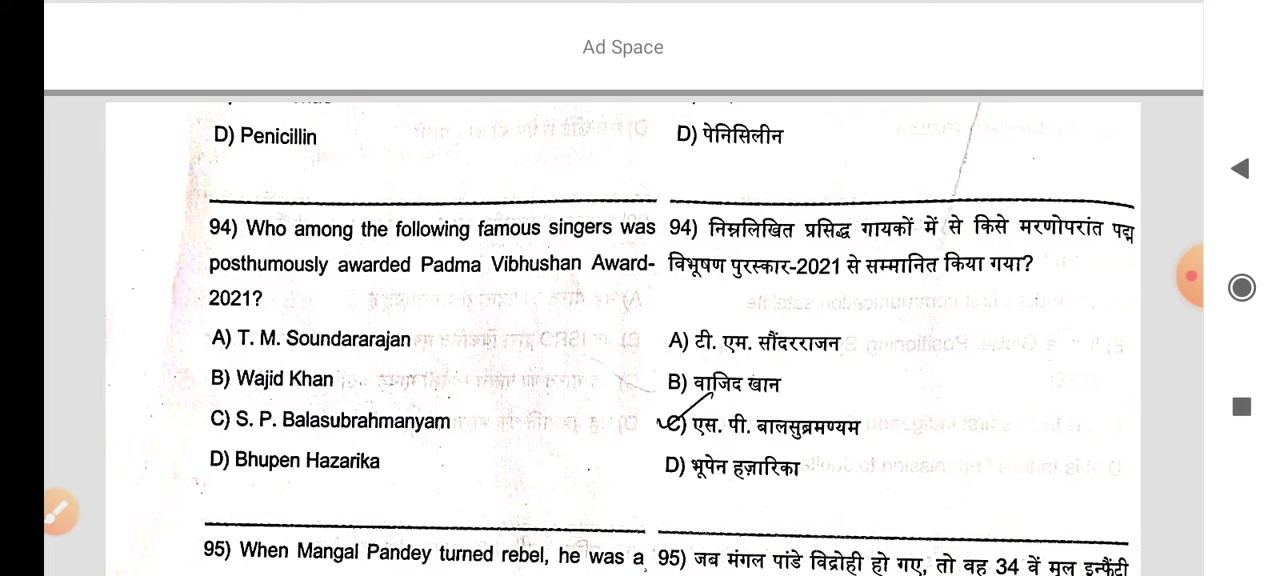 Ad Space
D) Penicillin
D) पेनिसिलीन
94) Who among the following famous singers was
posthumously awarded Padma Vibhushan Award-
2021?
A) T. M. Soundararajan
B) Wajid Khan
C) S. P. Balasubrahmanyam
D) Bhupen Hazarika
94) निम्नलिखित प्रसिद्ध गायकों में से किसे मरणोपरांत पद्म
विभूषण पुरस्कार-2021 से सम्मानित किया गया?
A) टी. एम. सौंदरराजन
B) वाजिद खान
C) एस. पी. बालसुब्रमण्यम
D) भूपेन हज़ारिका
95) When Mangal Pandey turned rebel, he was a
95) जब मंगल पांडे विद्रोही हो गए, तो वह 34 वें मूल इन्फैंट्री